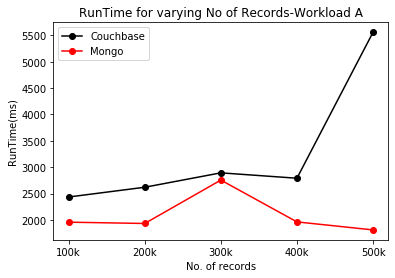 RunTime for varying No of Records-Workload A
Couchbase
Mongo
RunTime(ms)
5500
5000
4500
4000
3500
3000
2500
2000
100k 200k 300k 400k 500k
No. of records